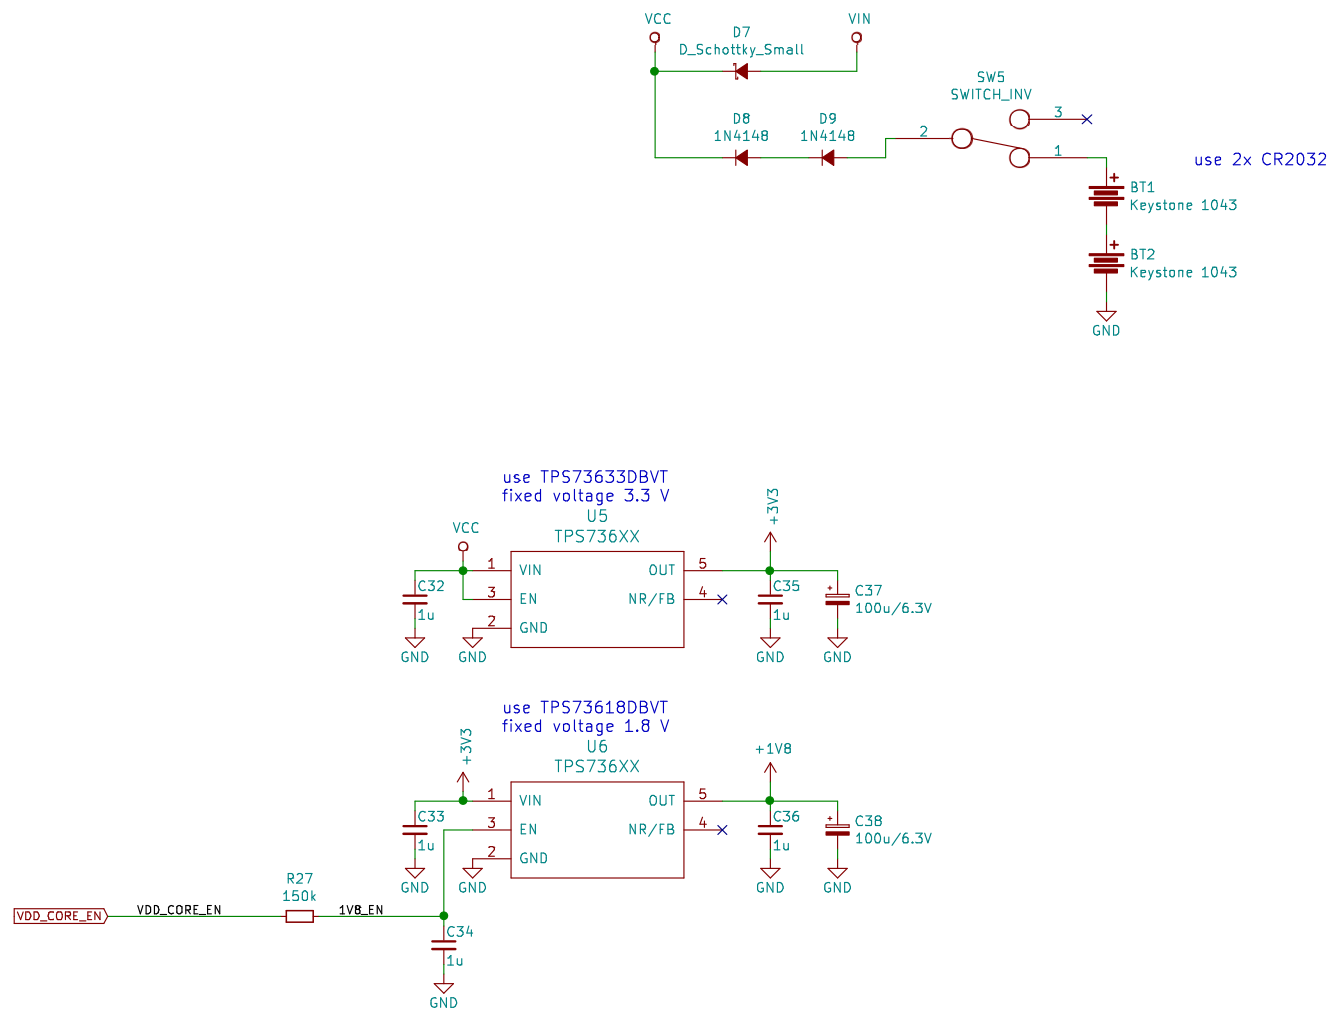 VCC
VIN
D7
D_Schottky_Small
SW5
SWITCH_INV
D8
1N4148
D9
1N4148
2
3
1
use 2x CR2032
+
BT1
Keystone 1043
+
BT2
Keystone 1043
GND
use TPS73633DBVT
fixed voltage 3.3 V
U5
TPS736XX
VCC
+3V3
1
VIN
OUT
5
3
EN
NR/FB
4
2
GND
C32
1u
GND
GND
C35
1u
GND
+
C37
100u/6.3V
GND
use TPS73618DBVT
fixed voltage 1.8 V
U6
TPS736XX
+3V3
+1V8
1
VIN
OUT
5
3
EN
NR/FB
4
2
GND
C33
1u
GND
GND
C36
1u
GND
+
C38
100u/6.3V
GND
R27
150k
VDD_CORE_EN
VDD_CORE_EN
1V8_EN
C34
1u
GND